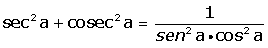 sec² a + cosec² a = 1 / sen² a • cos² a